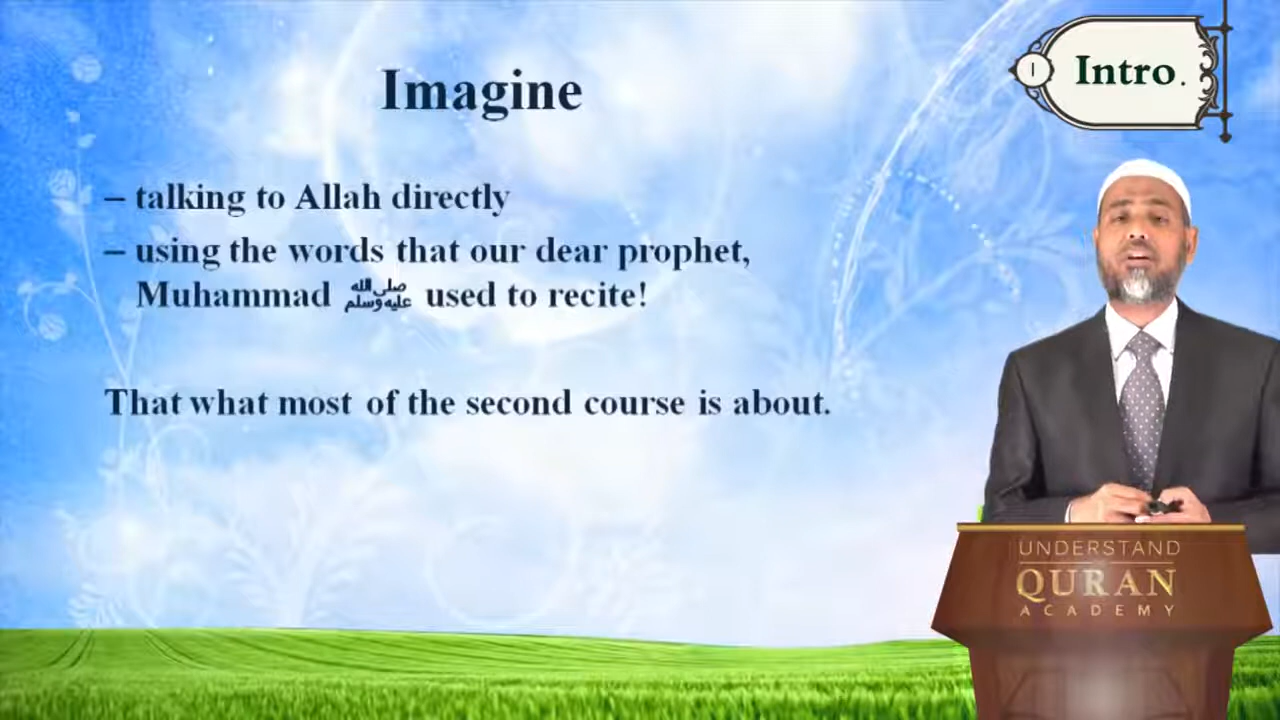 Imagine
Intro.
– talking to Allah directly
– using the words that our dear prophet,
Muhammad ﷺ used to recite!
That what most of the second course is about.
UNDERSTAND
QURAN
ACADEMY